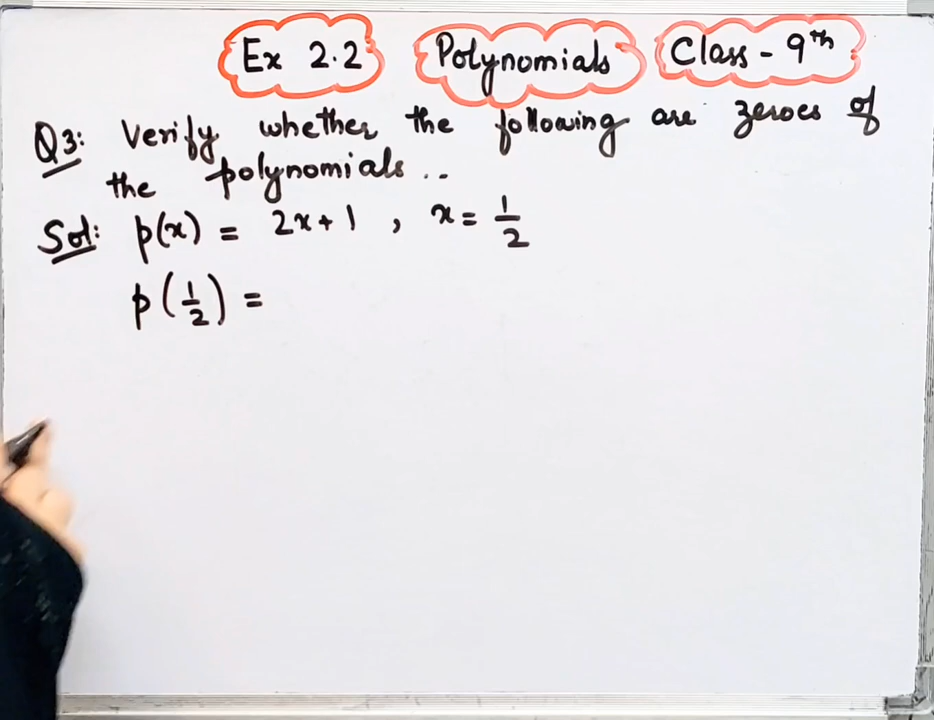 Ex 2.2 Polynomials Class - 9th
Q3: Verify whether the following are zeroes of
the polynomials..
Sol: p(x) = 2x+1 , x = 1/2
p(1/2) =